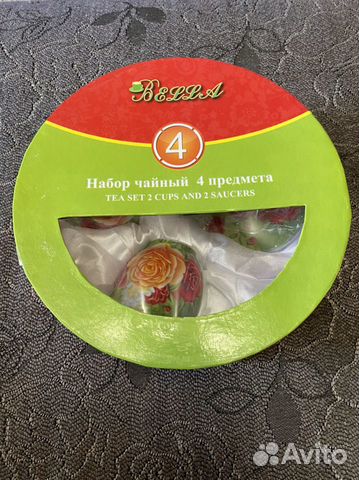 BELLA
4
Набор чайный 4 предмета
TEA SET 2 CUPS AND 2 SAUCERS
Avito